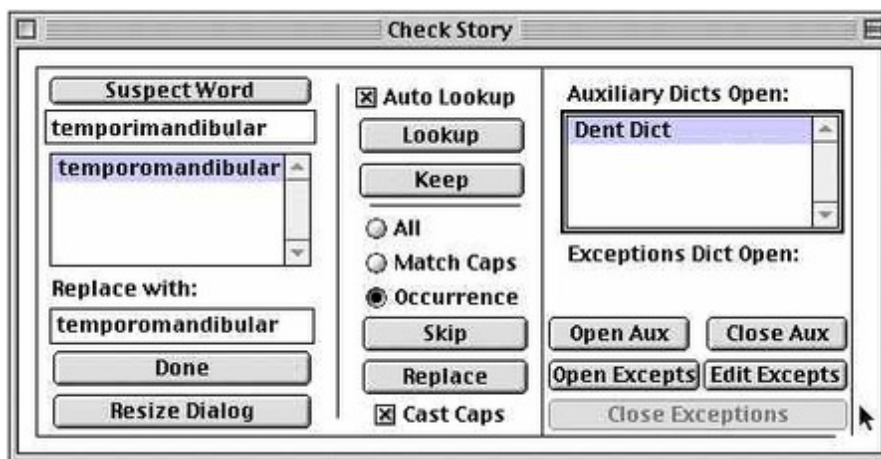 Check Story
Suspect Word
temporimandibular
temporomandibular
Replace with:
temporomandibular
Done
Resize Dialog
Auto Lookup
Lookup
Keep
All
Match Caps
Occurrence
Skip
Replace
Cast Caps
Auxiliary Dicts Open:
Dent Dict
Exceptions Dict Open:
Open Aux
Close Aux
Open Excepts
Edit Excepts
Close Exceptions